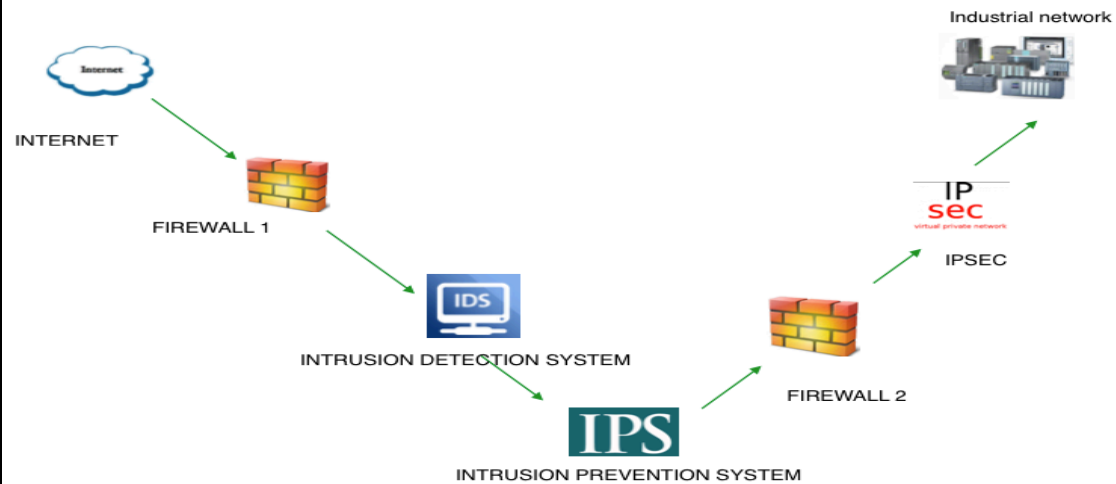 Industrial network
Internet
INTERNET
FIREWALL 1
IP
sec
virtual private network
IPSEC
IDS
INTRUSION DETECTION SYSTEM
FIREWALL 2
IPS
INTRUSION PREVENTION SYSTEM